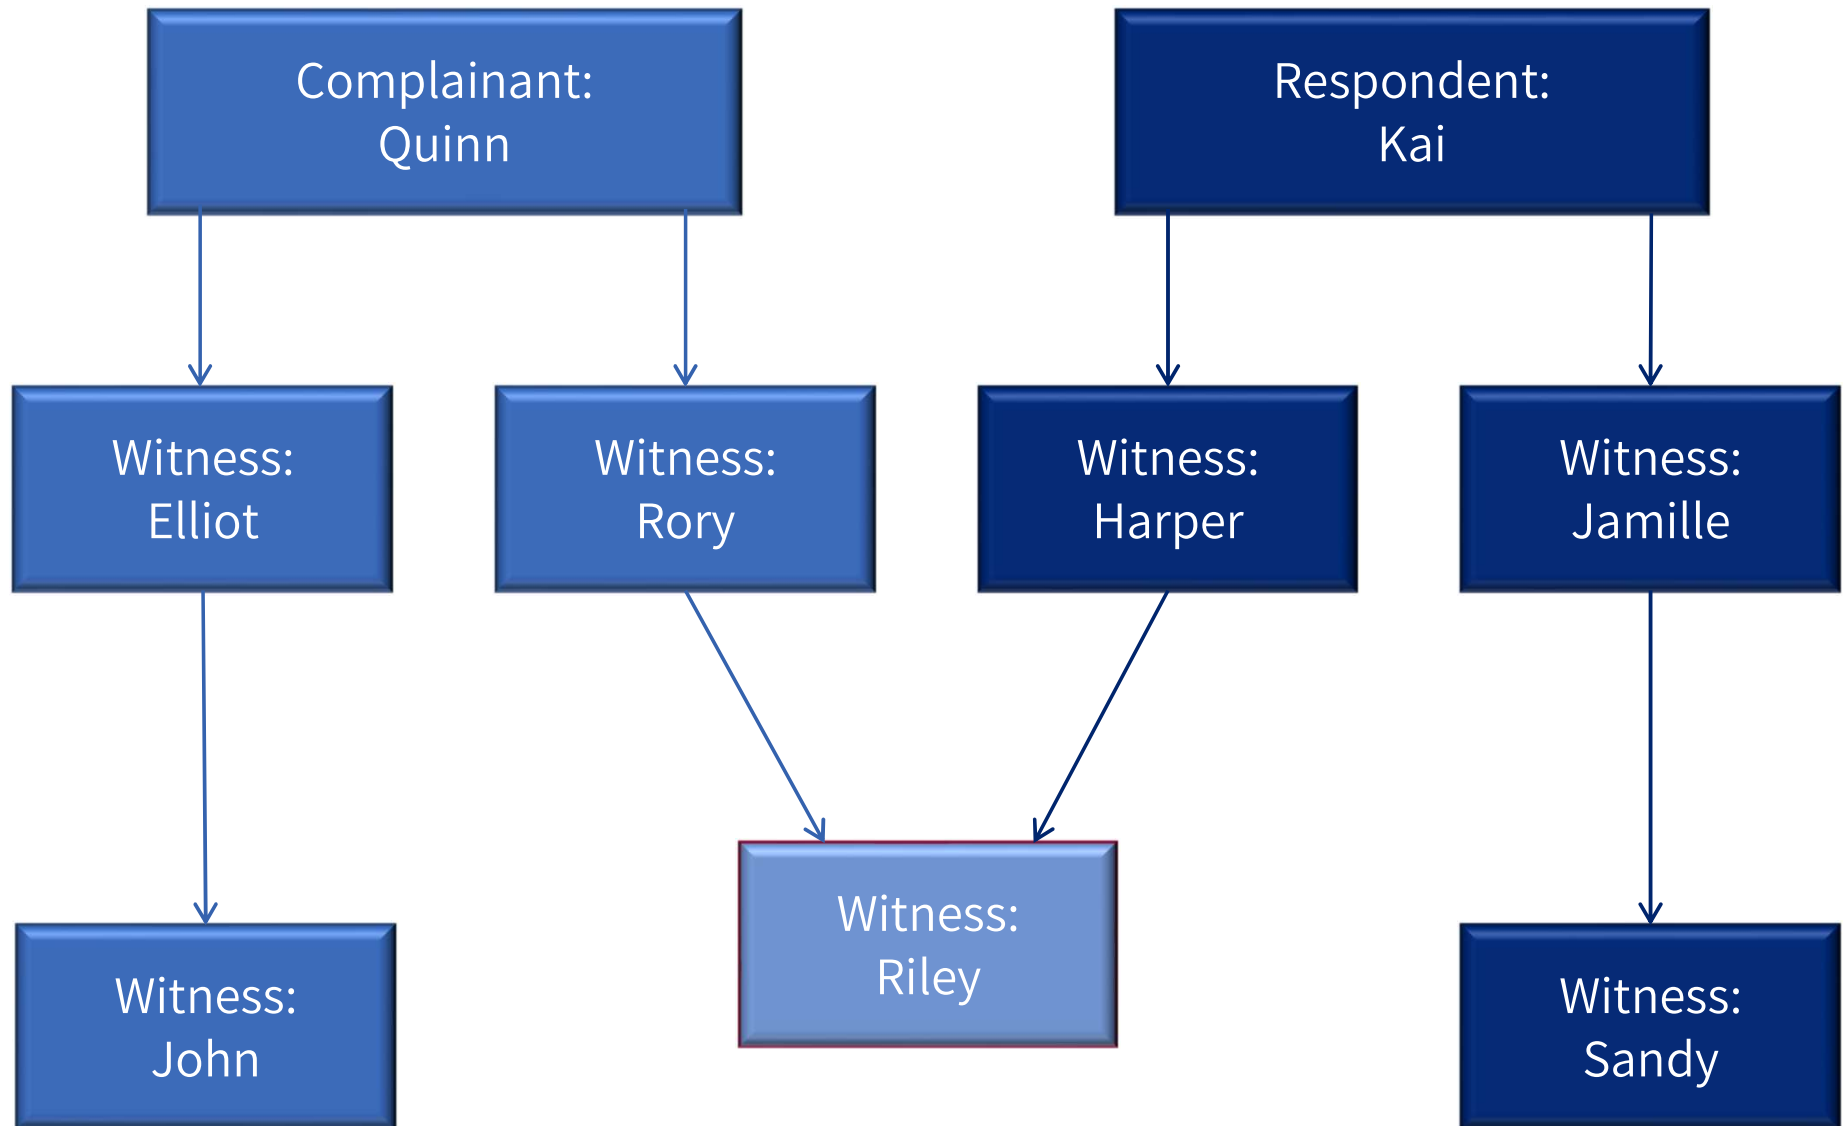 Complainant:
Quinn
Respondent:
Kai
Witness:
Elliot
Witness:
Rory
Witness:
Harper
Witness:
Jamille
Witness:
Riley
Witness:
John
Witness:
Sandy